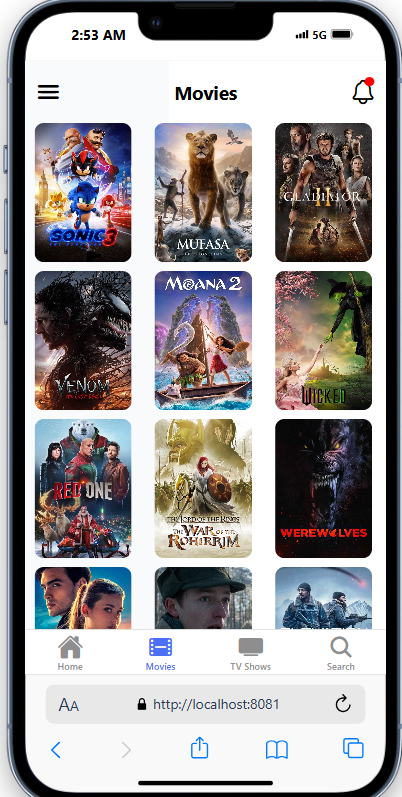 2:53 AM
5G
Movies
SONIC 3
MUFASA
GLADIATOR
II
VENOM
MOANA 2
WICKED
RED ONE
THE LORD OF THE RINGS
THE WAR OF THE
ROHIRRIM
WEREWOLVES
Home
Movies
TV Shows
Search
AA
http://localhost:8081